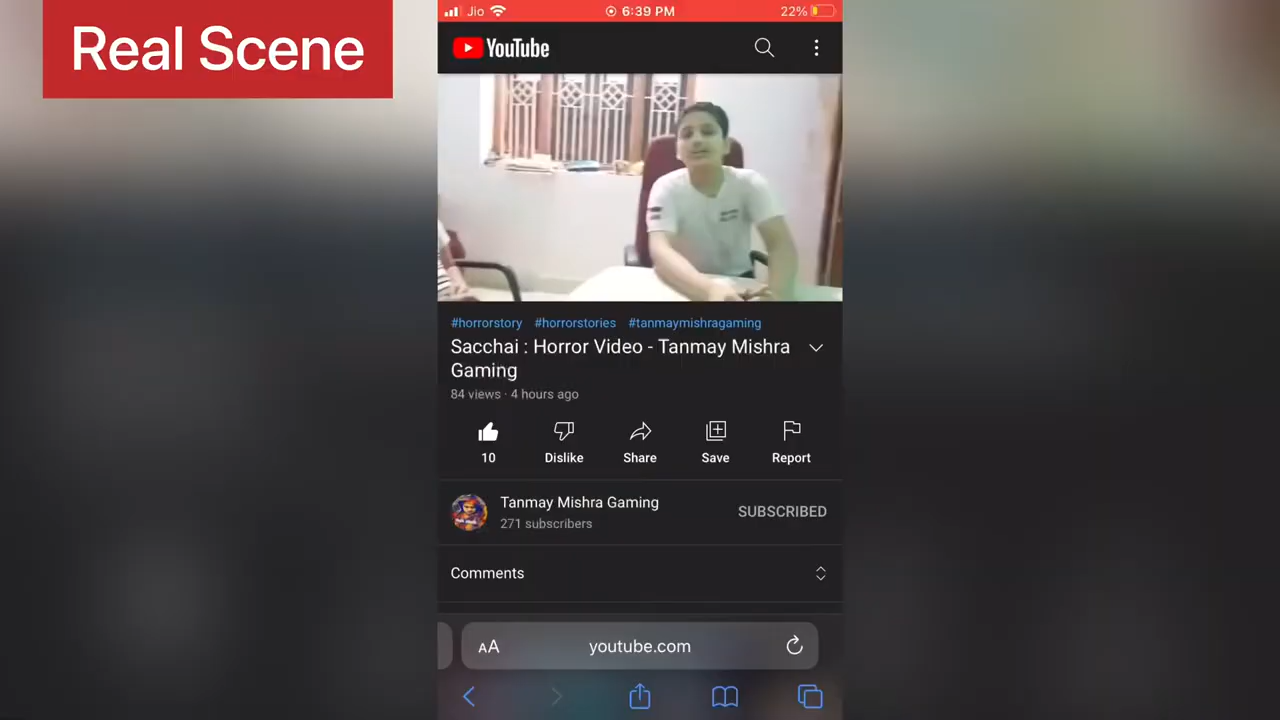 Real Scene
Jio 6:39 PM 22%
YouTube
#horrorstory #horrorstories #tanmaymishragaming
Sacchai : Horror Video - Tanmay Mishra
Gaming
84 views · 4 hours ago
10 Dislike Share Save Report
Tanmay Mishra Gaming
271 subscribers
SUBSCRIBED
Comments
AA youtube.com